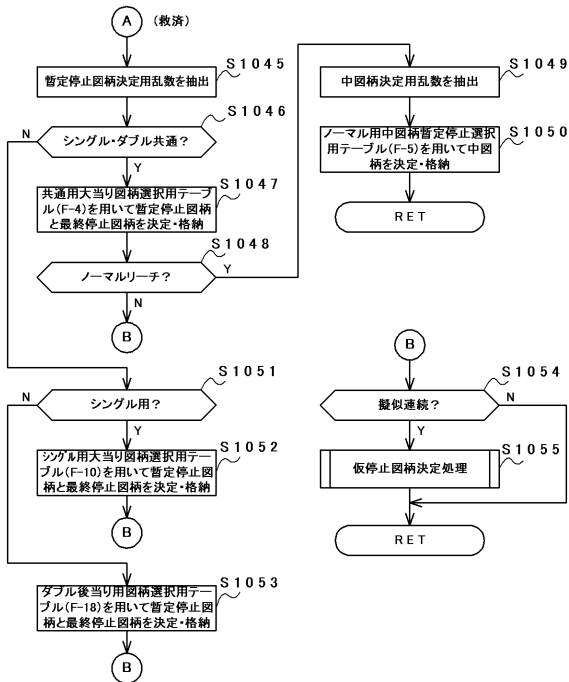 A (救済)
S1045
暫定停止図柄決定用乱数を抽出
S1046
シングル・ダブル共通?
N
Y
S1047
共通用大当り図柄選択用テーブ
ル(F-4)を用いて暫定停止図柄
と最終停止図柄を決定・格納
S1048
ノーマルリーチ?
Y
N
B
S1049
中図柄決定用乱数を抽出
S1050
ノーマル用中図柄暫定停止選択
用テーブル(F-5)を用いて中図
柄を決定・格納
RET
S1051
シングル用?
N
Y
S1052
シングル用大当り図柄選択用テー
ブル(F-10)を用いて暫定停止図
柄と最終停止図柄を決定・格納
B
S1053
ダブル後当り用図柄選択用テー
ブル(F-18)を用いて暫定停止図
柄と最終停止図柄を決定・格納
B
B
S1054
擬似連続?
N
Y
S1055
仮停止図柄決定処理
RET